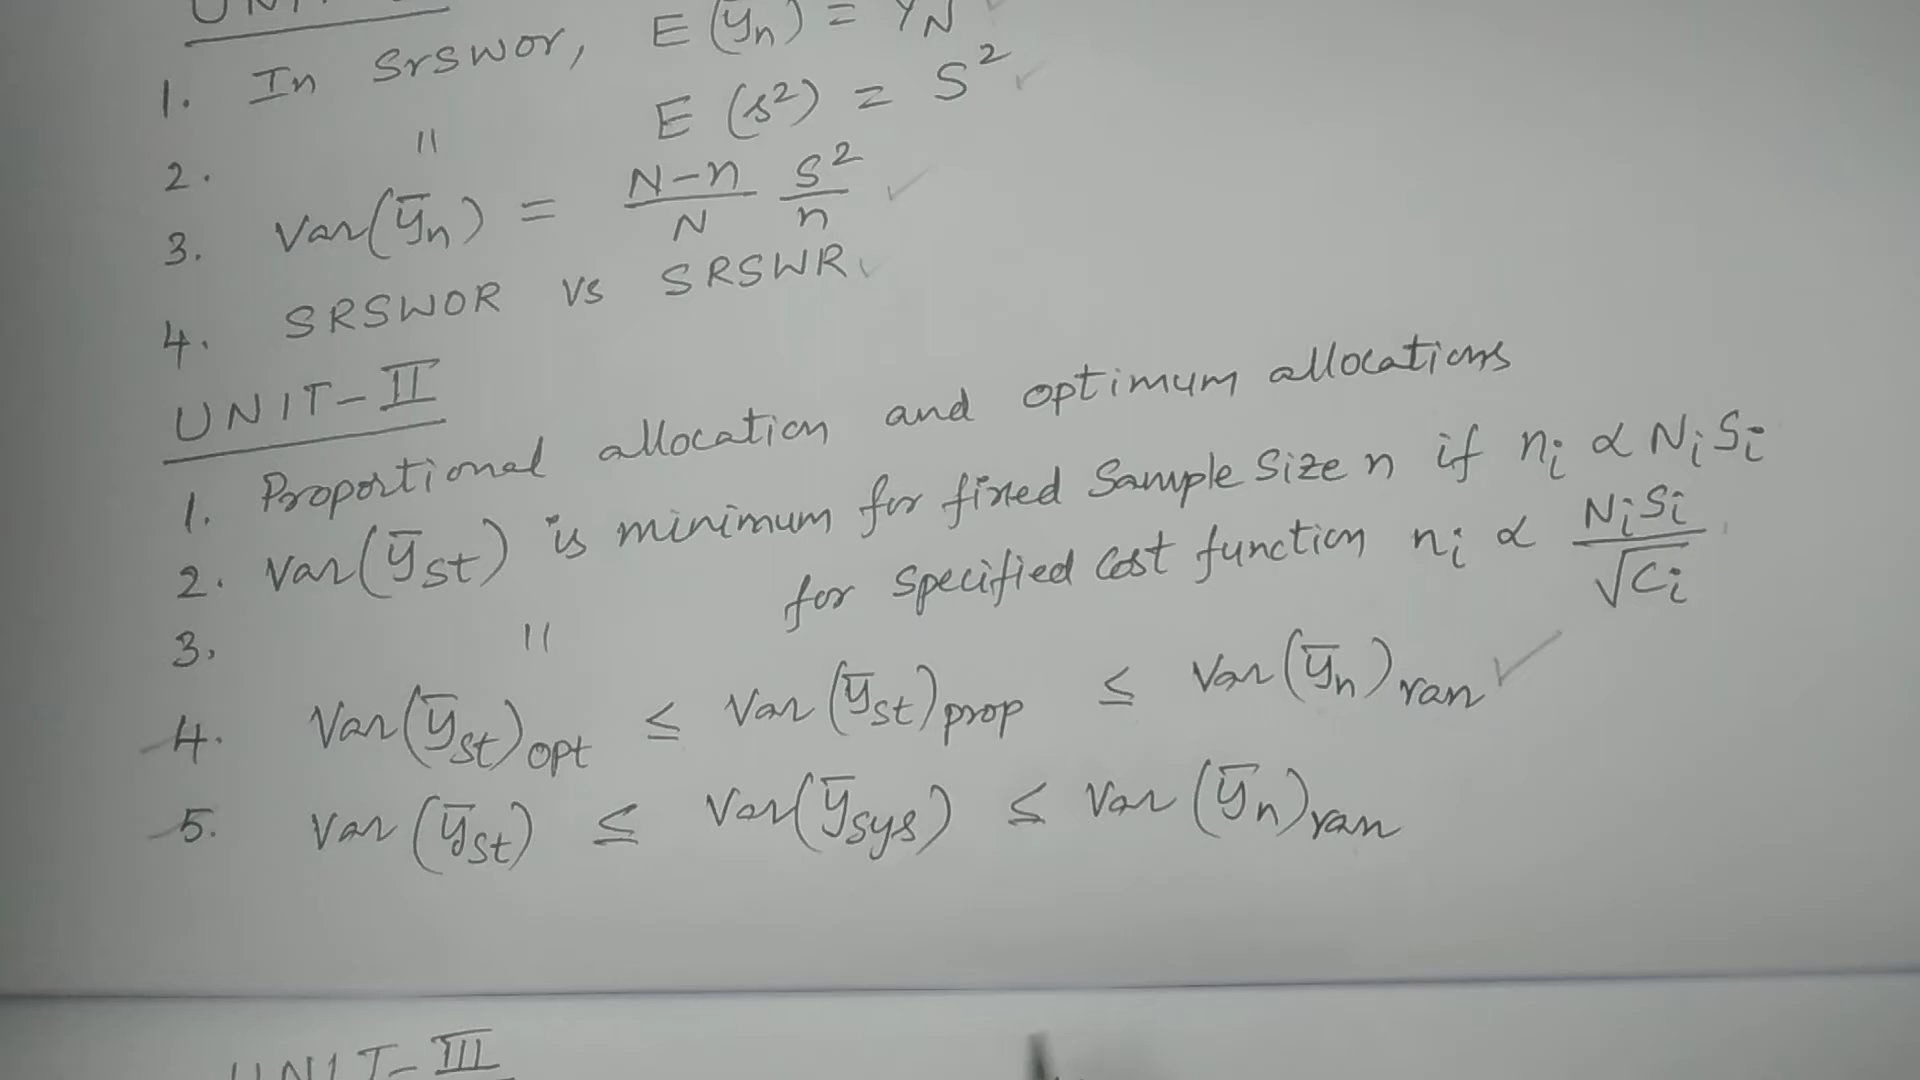 1. In Srswor, E(ȳn) = ȲN
2. " E(s²) = S²
3. Var(ȳn) = N-n/N S²/n
4. SRSWOR vs SRSWR
UNIT-II
1. Proportional allocation and optimum allocations
2. Var(ȳst) is minimum for fixed Sample Size n if ni ∝ NiSi
3. " for specified cost function ni ∝ NiSi/√Ci
4. Var(ȳst)opt ≤ Var(ȳst)prop ≤ Var(ȳn)ran
5. Var(ȳst) ≤ Var(ȳsys) ≤ Var(ȳn)ran
UNIT-III